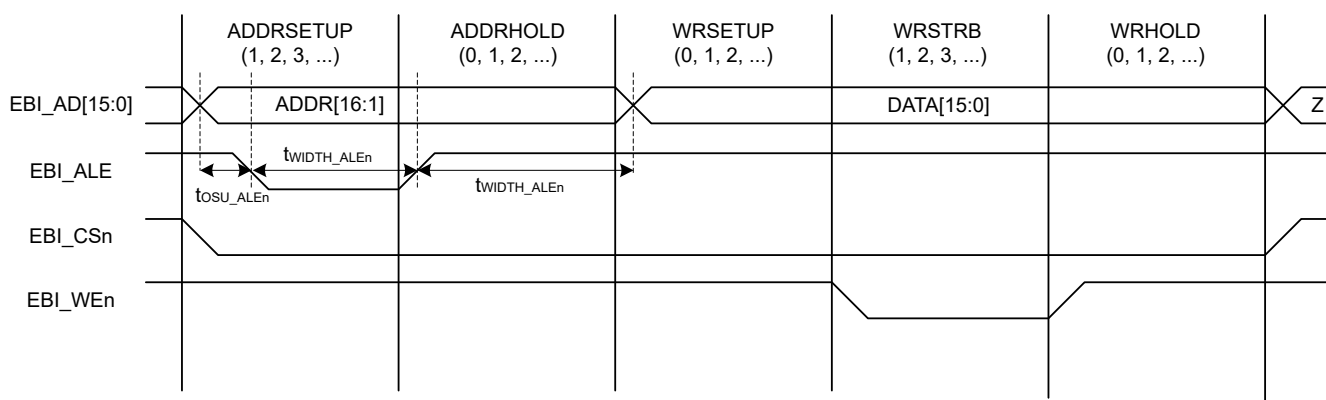 ADDRSETUP ADDRHOLD WRSETUP WRSTRB WRHOLD
(1, 2, 3, ...) (0, 1, 2, ...) (0, 1, 2, ...) (1, 2, 3, ...) (0, 1, 2, ...)
EBI_AD[15:0] ADDR[16:1] DATA[15:0] Z
tWIDTH_ALEn
EBI_ALE
tWIDTH_ALEn
tOSU_ALEn
EBI_CSn
EBI_WEn